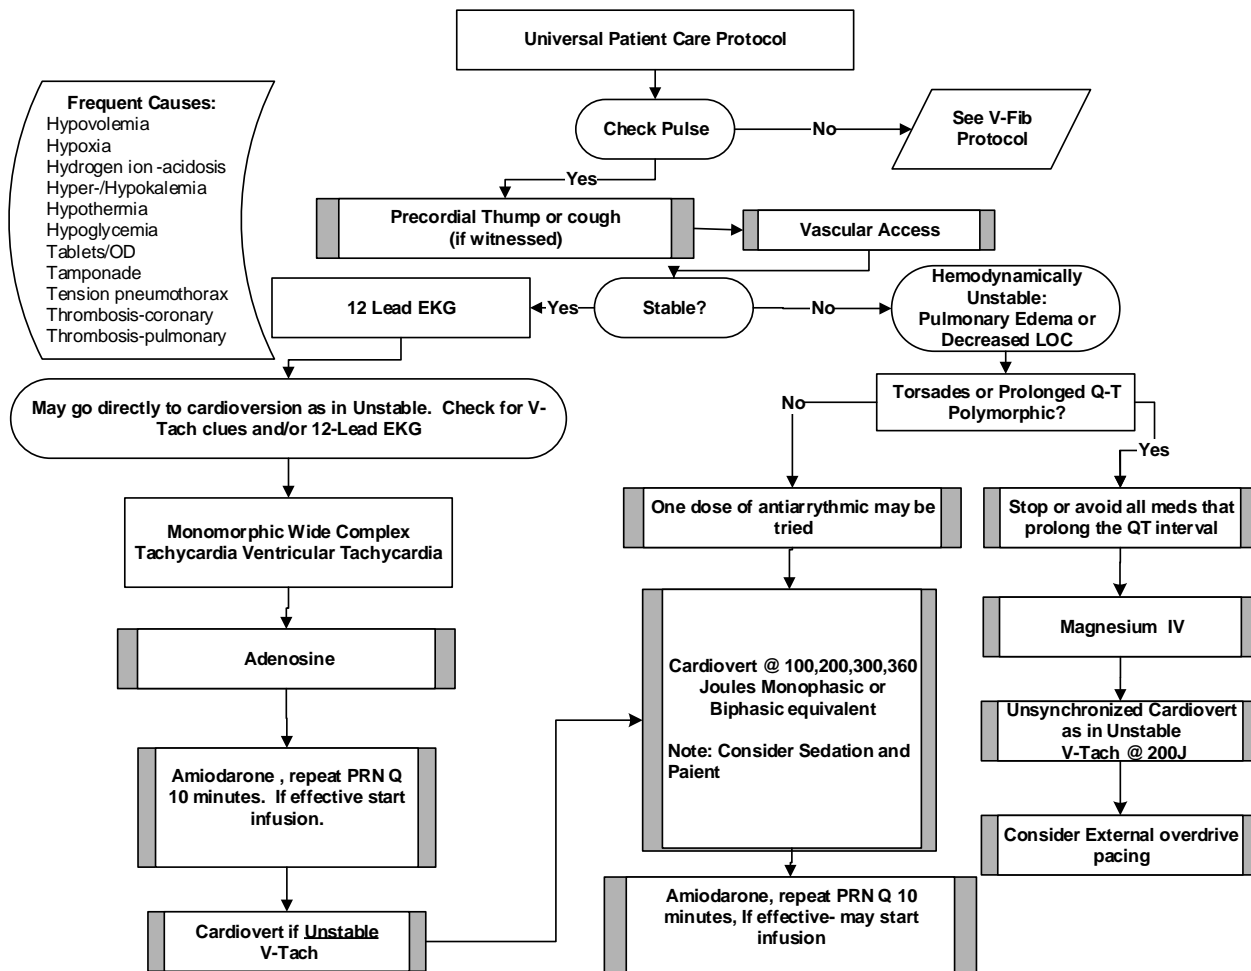 Universal Patient Care Protocol
Frequent Causes:
Hypovolemia
Hypoxia
Hydrogen ion -acidosis
Hyper-/Hypokalemia
Hypothermia
Hypoglycemia
Tablets/OD
Tamponade
Tension pneumothorax
Thrombosis-coronary
Thrombosis-pulmonary
Check Pulse
No
See V-Fib
Protocol
Yes
Precordial Thump or cough
(if witnessed)
Vascular Access
12 Lead EKG
Yes
Stable?
No
Hemodynamically
Unstable:
Pulmonary Edema or
Decreased LOC
May go directly to cardioversion as in Unstable. Check for V-
Tach clues and/or 12-Lead EKG
Torsades or Prolonged Q-T
Polymorphic?
No
Yes
Monomorphic Wide Complex
Tachycardia Ventricular Tachycardia
One dose of antiarrythmic may be
tried
Stop or avoid all meds that
prolong the QT interval
Adenosine
Magnesium IV
Cardiovert @ 100,200,300,360
Joules Monophasic or
Biphasic equivalent
Note: Consider Sedation and
Paient
Unsynchronized Cardiovert
as in Unstable
V-Tach @ 200J
Amiodarone , repeat PRN Q
10 minutes. If effective start
infusion.
Consider External overdrive
pacing
Cardiovert if Unstable
V-Tach
Amiodarone, repeat PRN Q 10
minutes, If effective- may start
infusion